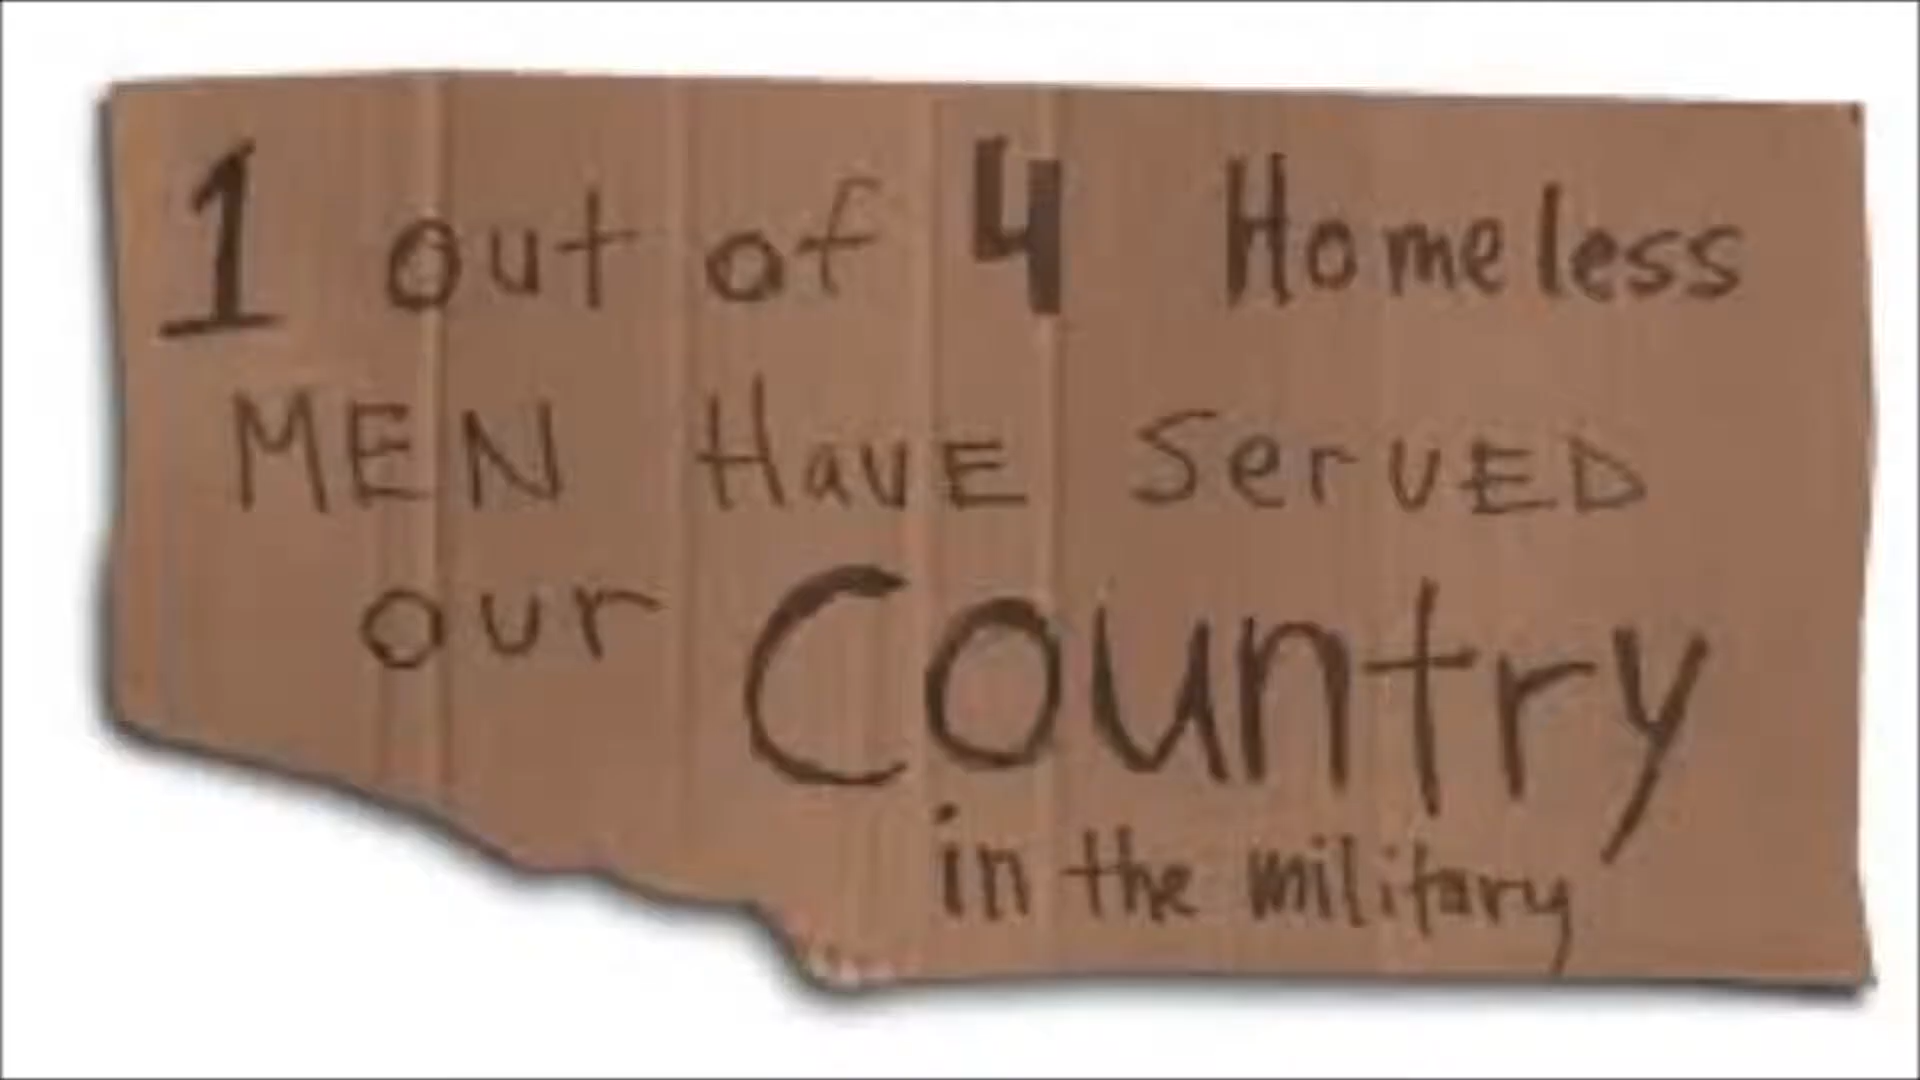 1 out of 4 Homeless
MEN HavE SerVED
our Country
in the military